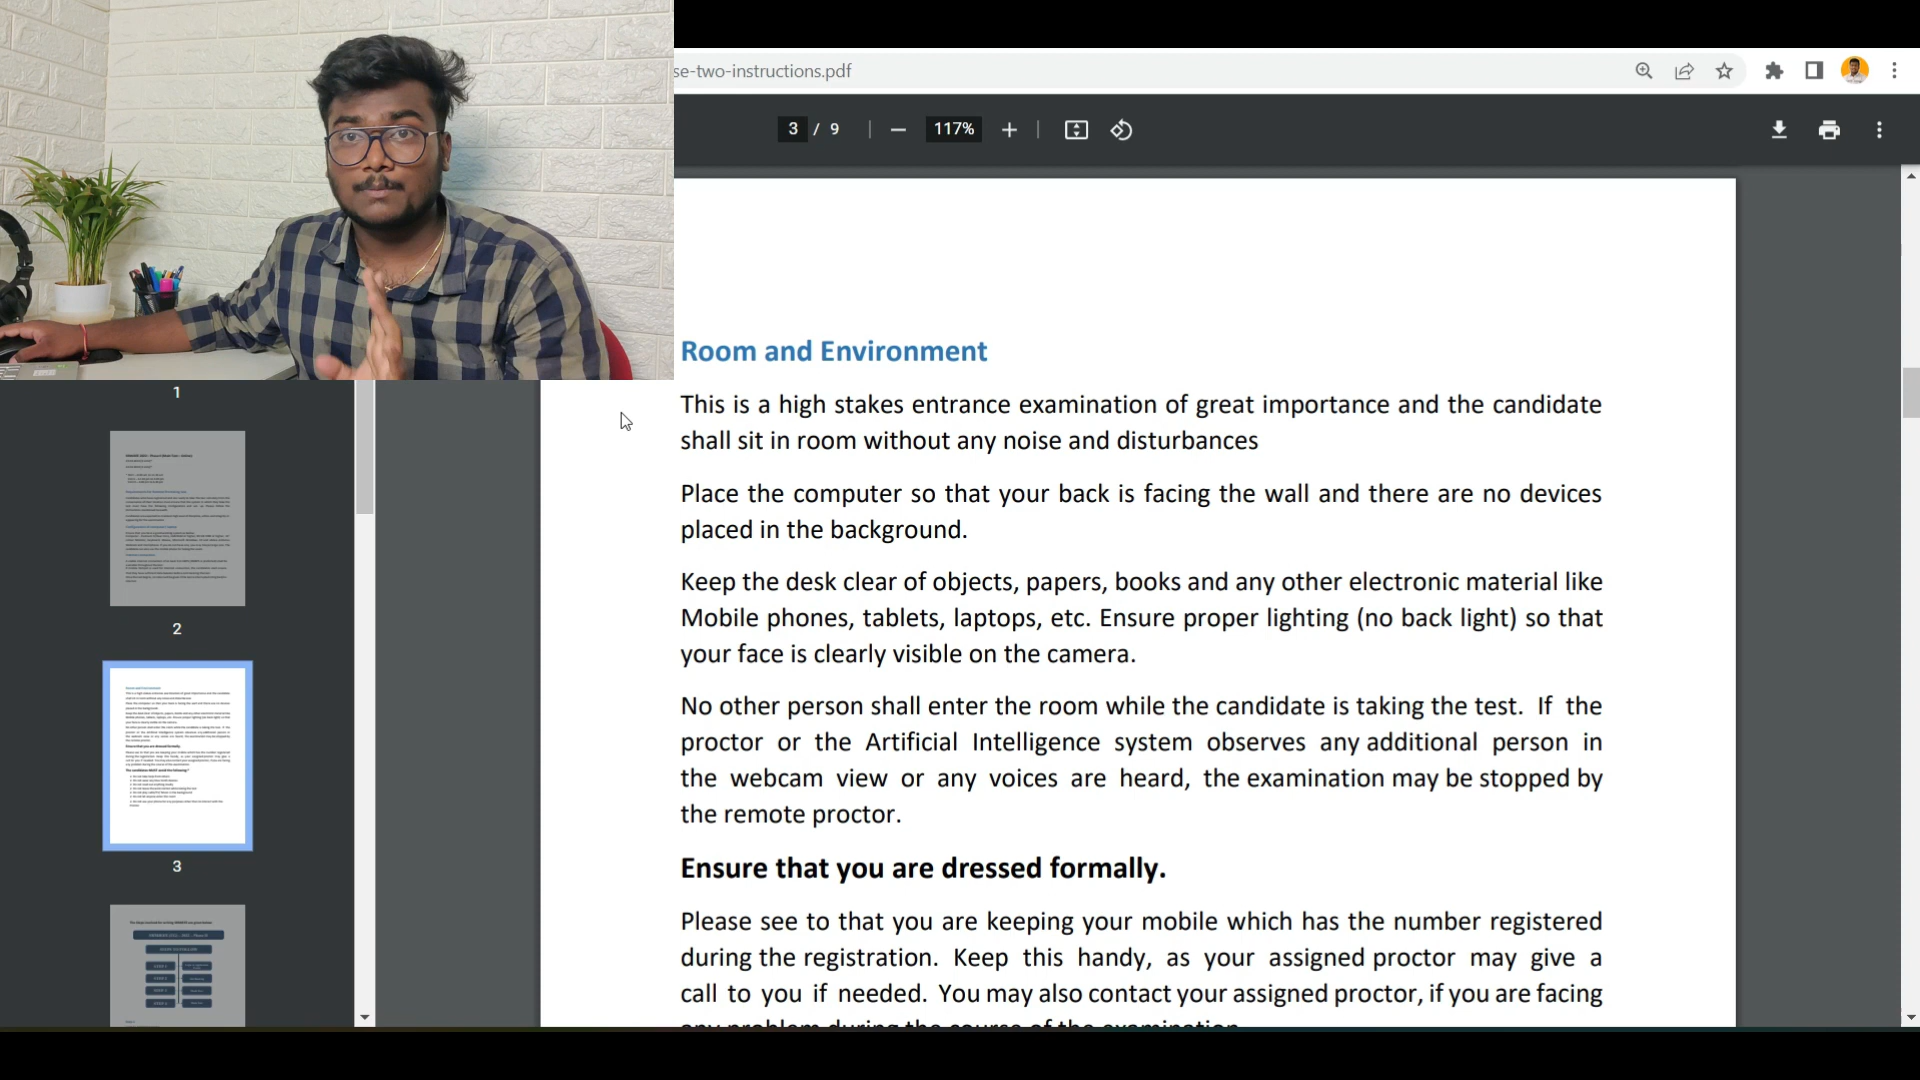 se-two-instructions.pdf
3 / 9
117%
Room and Environment
This is a high stakes entrance examination of great importance and the candidate
shall sit in room without any noise and disturbances
Place the computer so that your back is facing the wall and there are no devices
placed in the background.
Keep the desk clear of objects, papers, books and any other electronic material like
Mobile phones, tablets, laptops, etc. Ensure proper lighting (no back light) so that
your face is clearly visible on the camera.
No other person shall enter the room while the candidate is taking the test. If the
proctor or the Artificial Intelligence system observes any additional person in
the webcam view or any voices are heard, the examination may be stopped by
the remote proctor.
Ensure that you are dressed formally.
Please see to that you are keeping your mobile which has the number registered
during the registration. Keep this handy, as your assigned proctor may give a
call to you if needed. You may also contact your assigned proctor, if you are facing
any problem during the course of the examination
1
2
3